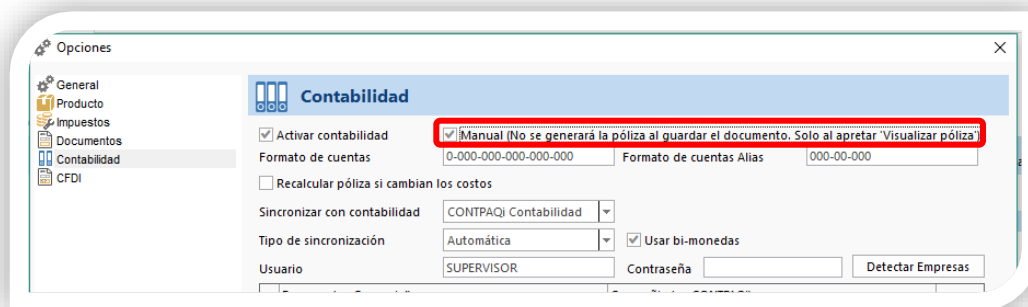 Opciones
General
Producto
Impuestos
Documentos
Contabilidad
CFDI
Contabilidad
Activar contabilidad
Manual (No se generará la póliza al guardar el documento. Solo al apretar 'Visualizar póliza')
Formato de cuentas 0-000-000-000-000-000 Formato de cuentas Alias 000-00-000
Recalcular póliza si cambian los costos
Sincronizar con contabilidad CONTPAQi Contabilidad
Tipo de sincronización Automática Usar bi-monedas
Usuario SUPERVISOR Contraseña Detectar Empresas